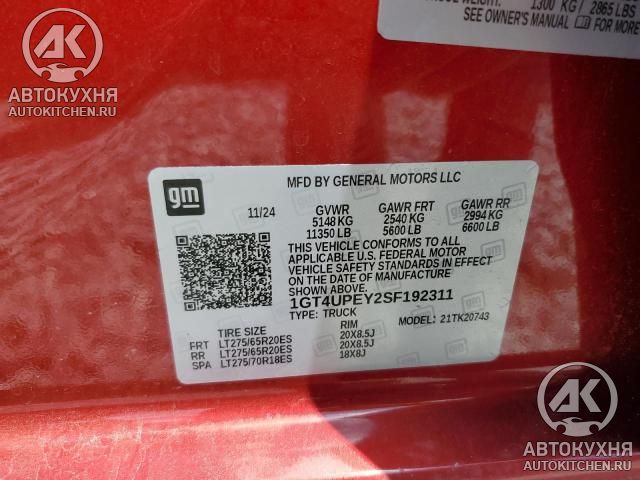 1300 KG / 2865 LBS
SEE OWNER'S MANUAL FOR MORE
AK
АВТОКУХНЯ
AUTOKITCHEN.RU
gm
MFD BY GENERAL MOTORS LLC
11/24
GVWR GAWR FRT GAWR RR
5148 KG 2540 KG 2994 KG
11350 LB 5600 LB 6600 LB
THIS VEHICLE CONFORMS TO ALL
APPLICABLE U.S. FEDERAL MOTOR
VEHICLE SAFETY STANDARDS IN EFFECT
ON THE DATE OF MANUFACTURE
SHOWN ABOVE.
1GT4UPEY2SF192311
TYPE: TRUCK MODEL: 21TK20743
TIRE SIZE RIM
FRT LT275/65R20ES 20X8.5J
RR LT275/65R20ES 20X8.5J
SPA LT275/70R18ES 18X8J
AK
АВТОКУХНЯ
AUTOKITCHEN.RU